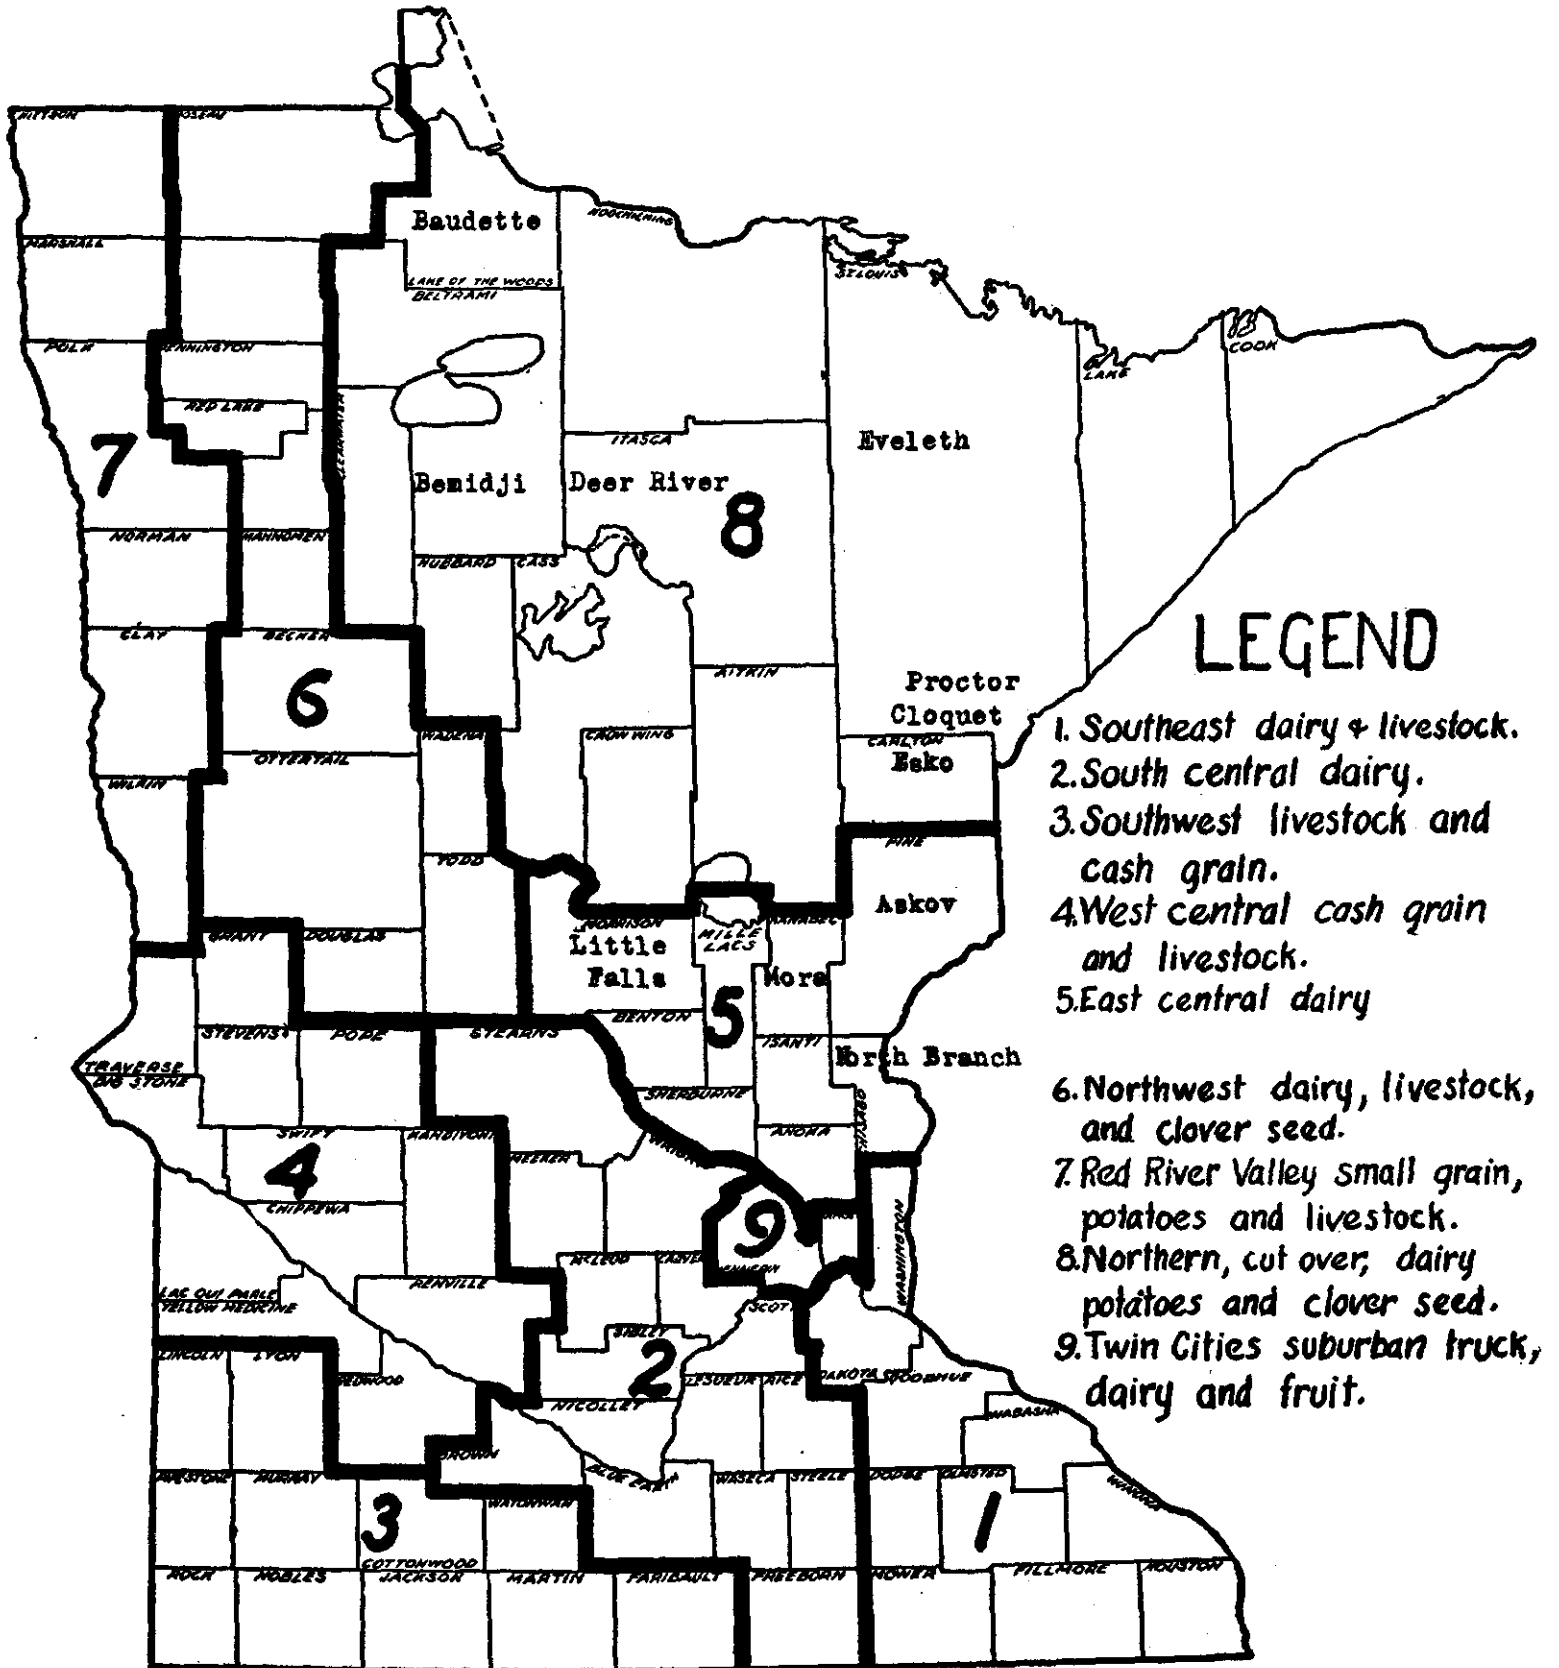 KITTSON ROSEAU
Baudette
KOOCHICHING
MARSHALL
ST.LOUIS
LAKE OF THE WOODS
BELTRAMI
POLK PENNINGTON
COOK
LAKE
RED LAKE
CLEARWATER
ITASCA
Eveleth
7
Bemidji Deer River
8
NORMAN MAHNOMEN
HUBBARD CASS
CLAY BECKER
LEGEND
AITKIN
6
Proctor
Cloquet
1. Southeast dairy & livestock.
WADENA CROW WING
CARLTON
OTTERTAIL
Esko
2. South central dairy.
WILKIN
3. Southwest livestock and
cash grain.
TODD
PINE
Askov
4. West central cash grain
and livestock.
GRANT DOUGLAS
MORRISON
MILLE
LACS
KANABEC
Little
Falls
Mora
5. East central dairy
5
STEVENS POPE STEARNS
BENTON
ISANTI
North Branch
TRAVERSE
BIG STONE
6. Northwest dairy, livestock,
and clover seed.
SHERBURNE
CHISAGO
SWIFT KANDIYOHI
WRIGHT
ANOKA
MEEKER
4
7. Red River Valley small grain,
potatoes and livestock.
CHIPPEWA
9
WASHINGTON
8. Northern, cut over, dairy
potatoes and clover seed.
MCLEOD CARVER HENNEPIN
RENVILLE
LAC QUI PARLE
YELLOW MEDICINE
SCOTT
SIBLEY
9. Twin Cities suburban truck,
dairy and fruit.
LINCOLN LYON
REDWOOD
2
LESUEUR RICE DAKOTA GOODHUE
NICOLLET
WABASHA
BROWN
BLUE EARTH
PIPESTONE MURRAY
WASECA STEELE DODGE OLMSTED
WINONA
WATONWAN
3
1
COTTONWOOD
ROCK NOBLES JACKSON MARTIN FARIBAULT FREEBORN MOWER FILLMORE HOUSTON